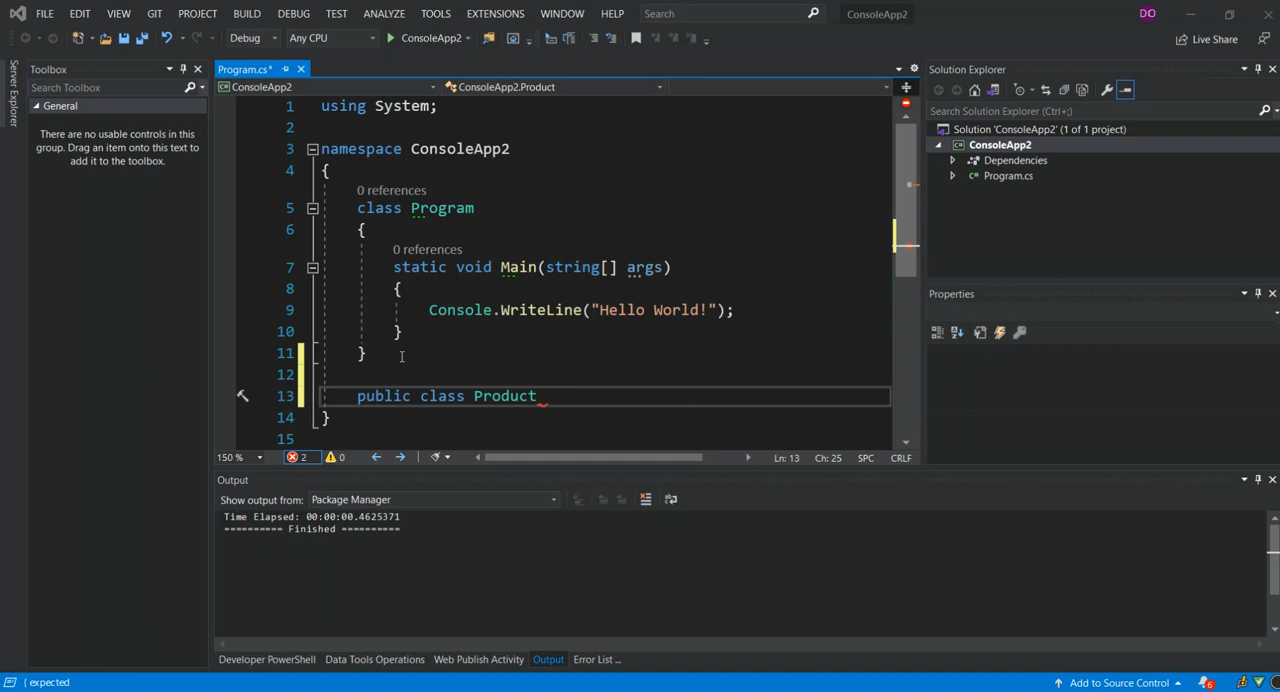 FILE EDIT VIEW GIT PROJECT BUILD DEBUG TEST ANALYZE TOOLS EXTENSIONS WINDOW HELP Search ConsoleApp2 DO
Debug Any CPU ConsoleApp2 Live Share
Server Explorer
Toolbox
Search Toolbox
General
There are no usable controls in this
group. Drag an item onto this text to
add it to the toolbox.
Program.cs*
ConsoleApp2 ConsoleApp2.Product
1 using System;
2
3 namespace ConsoleApp2
4 {
0 references
5 class Program
6 {
0 references
7 static void Main(string[] args)
8 {
9 Console.WriteLine("Hello World!");
10 }
11 }
12
13 public class Product
14 }
15
150 % 2 0 Ln: 13 Ch: 25 SPC CRLF
Solution Explorer
Search Solution Explorer (Ctrl+;)
Solution 'ConsoleApp2' (1 of 1 project)
ConsoleApp2
Dependencies
C# Program.cs
Properties
Output
Show output from: Package Manager
Time Elapsed: 00:00:00.4625371
========== Finished ==========
Developer PowerShell Data Tools Operations Web Publish Activity Output Error List ...
{ expected Add to Source Control 6